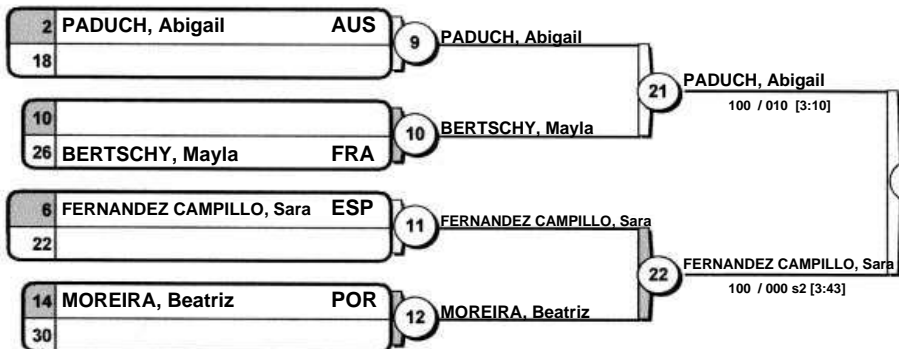 2 PADUCH, Abigail AUS
18
9
PADUCH, Abigail
10
26 BERTSCHY, Mayla FRA
10
BERTSCHY, Mayla
21
PADUCH, Abigail
100 / 010 [3:10]
6 FERNANDEZ CAMPILLO, Sara ESP
22
11
FERNANDEZ CAMPILLO, Sara
14 MOREIRA, Beatriz POR
30
12
MOREIRA, Beatriz
22
FERNANDEZ CAMPILLO, Sara
100 / 000 s2 [3:43]